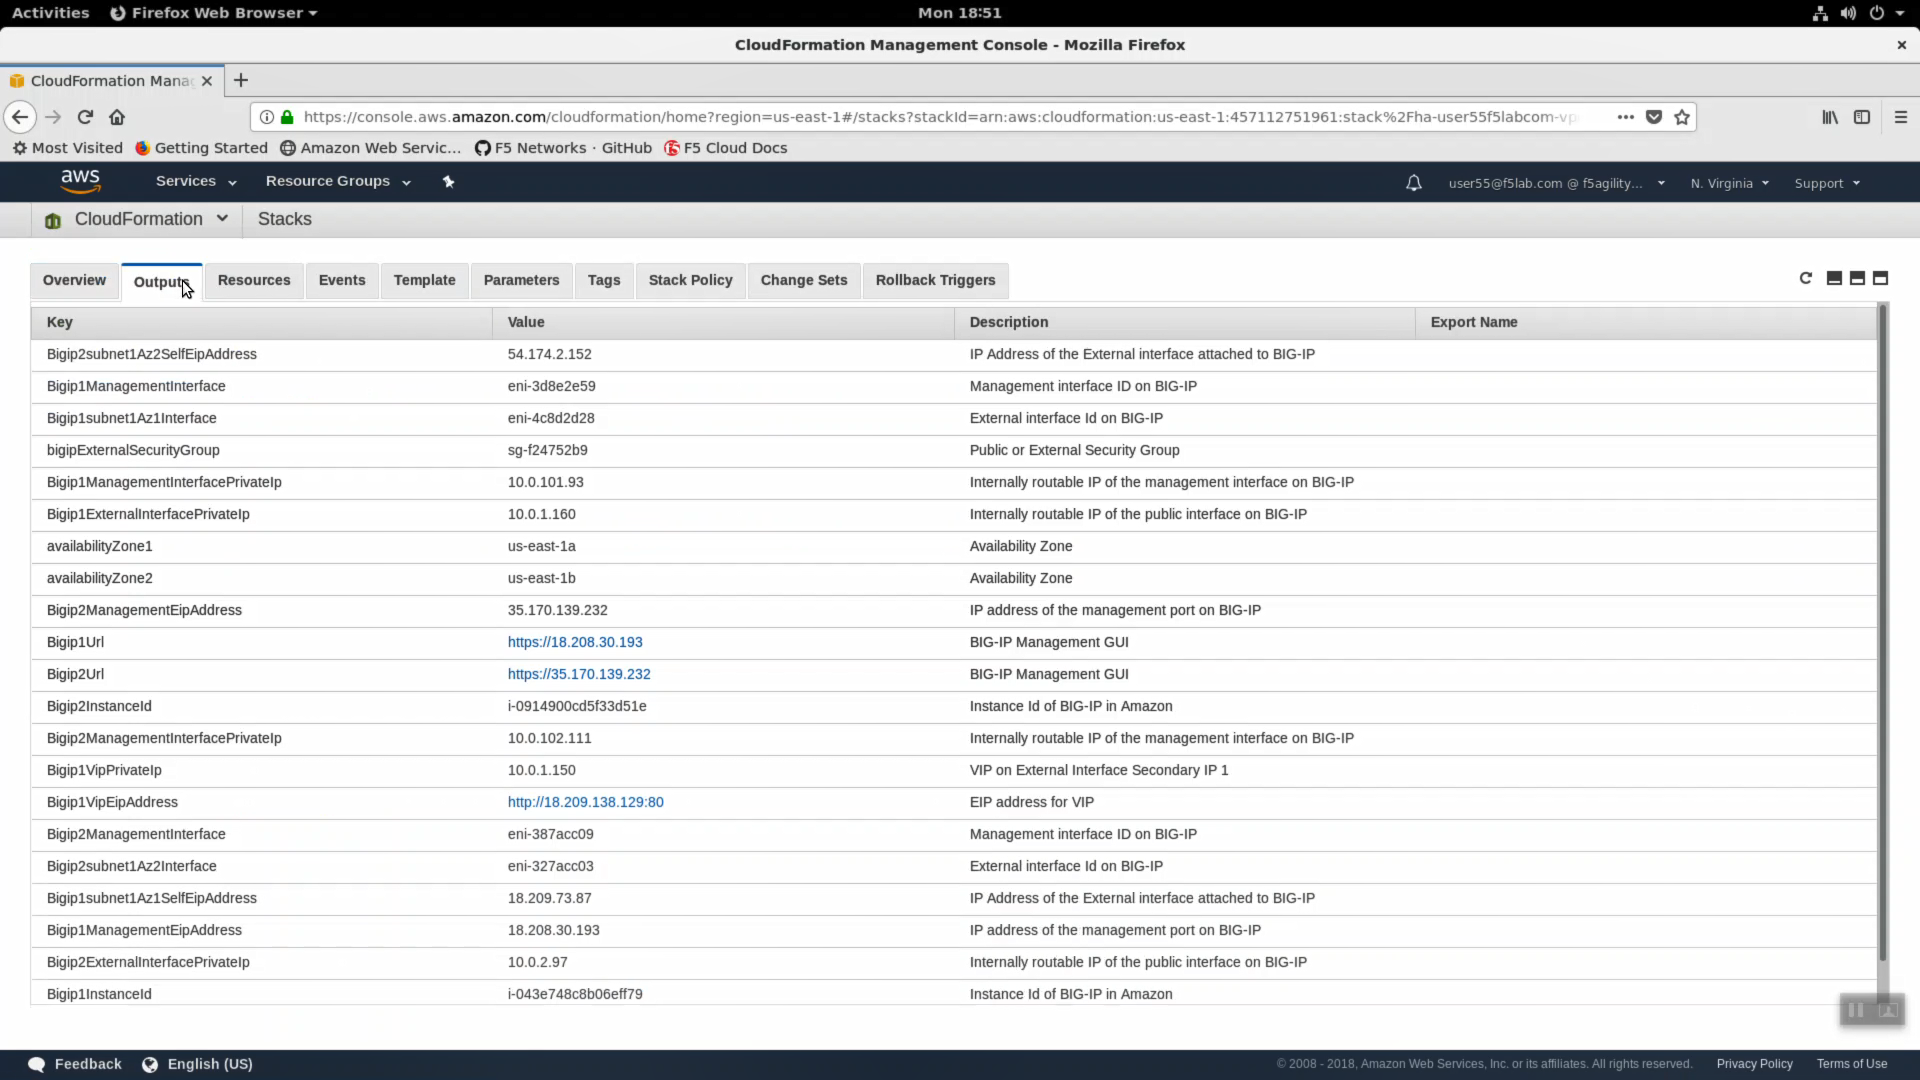 Activities Firefox Web Browser Mon 18:51
CloudFormation Management Console - Mozilla Firefox
CloudFormation Mana
https://console.aws.amazon.com/cloudformation/home?region=us-east-1#/stacks?stackId=arn:aws:cloudformation:us-east-1:457112751961:stack%2Fha-user55f5labcom-vp
Most Visited Getting Started Amazon Web Servic... F5 Networks · GitHub F5 Cloud Docs
aws Services Resource Groups user55@f5lab.com @ f5agility... N. Virginia Support
CloudFormation Stacks
Overview Outputs Resources Events Template Parameters Tags Stack Policy Change Sets Rollback Triggers
Key Value Description Export Name
Bigip2subnet1Az2SelfEipAddress 54.174.2.152 IP Address of the External interface attached to BIG-IP
Bigip1ManagementInterface eni-3d8e2e59 Management interface ID on BIG-IP
Bigip1subnet1Az1Interface eni-4c8d2d28 External interface Id on BIG-IP
bigipExternalSecurityGroup sg-f24752b9 Public or External Security Group
Bigip1ManagementInterfacePrivateIp 10.0.101.93 Internally routable IP of the management interface on BIG-IP
Bigip1ExternalInterfacePrivateIp 10.0.1.160 Internally routable IP of the public interface on BIG-IP
availabilityZone1 us-east-1a Availability Zone
availabilityZone2 us-east-1b Availability Zone
Bigip2ManagementEipAddress 35.170.139.232 IP address of the management port on BIG-IP
Bigip1Url https://18.208.30.193 BIG-IP Management GUI
Bigip2Url https://35.170.139.232 BIG-IP Management GUI
Bigip2InstanceId i-0914900cd5f33d51e Instance Id of BIG-IP in Amazon
Bigip2ManagementInterfacePrivateIp 10.0.102.111 Internally routable IP of the management interface on BIG-IP
Bigip1VipPrivateIp 10.0.1.150 VIP on External Interface Secondary IP 1
Bigip1VipEipAddress http://18.209.138.129:80 EIP address for VIP
Bigip2ManagementInterface eni-387acc09 Management interface ID on BIG-IP
Bigip2subnet1Az2Interface eni-327acc03 External interface Id on BIG-IP
Bigip1subnet1Az1SelfEipAddress 18.209.73.87 IP Address of the External interface attached to BIG-IP
Bigip1ManagementEipAddress 18.208.30.193 IP address of the management port on BIG-IP
Bigip2ExternalInterfacePrivateIp 10.0.2.97 Internally routable IP of the public interface on BIG-IP
Bigip1InstanceId i-043e748c8b06eff79 Instance Id of BIG-IP in Amazon
Feedback English (US) © 2008 - 2018, Amazon Web Services, Inc. or its affiliates. All rights reserved. Privacy Policy Terms of Use